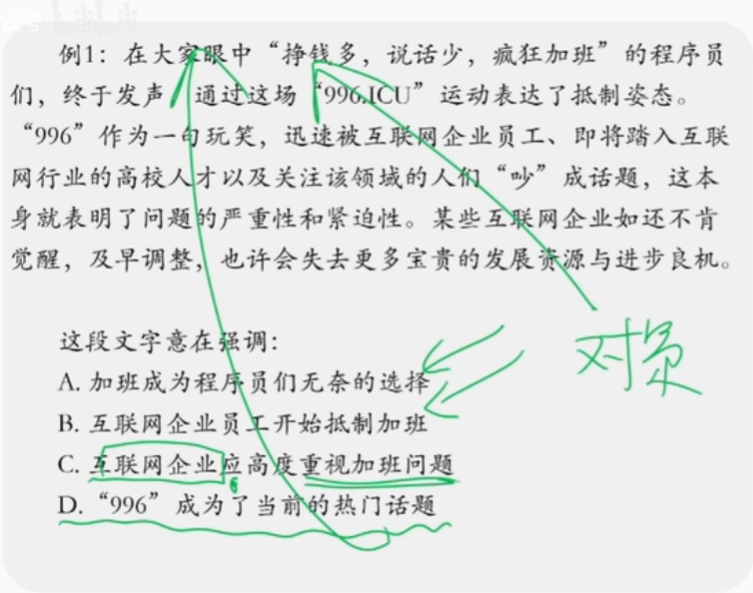 公考
例1：在大家眼中“挣钱多，说话少，疯狂加班”的程序员
们，终于发声，通过这场“996.ICU”运动表达了抵制姿态。
“996”作为一句玩笑，迅速被互联网企业员工、即将踏入互联
网行业的高校人才以及关注该领域的人们“吵”成话题，这本
身就表明了问题的严重性和紧迫性。某些互联网企业如还不肯
觉醒，及早调整，也许会失去更多宝贵的发展资源与进步良机。
这段文字意在强调：
对策
A. 加班成为程序员们无奈的选择
B. 互联网企业员工开始抵制加班
C. 互联网企业应高度重视加班问题
D.“996”成为了当前的热门话题